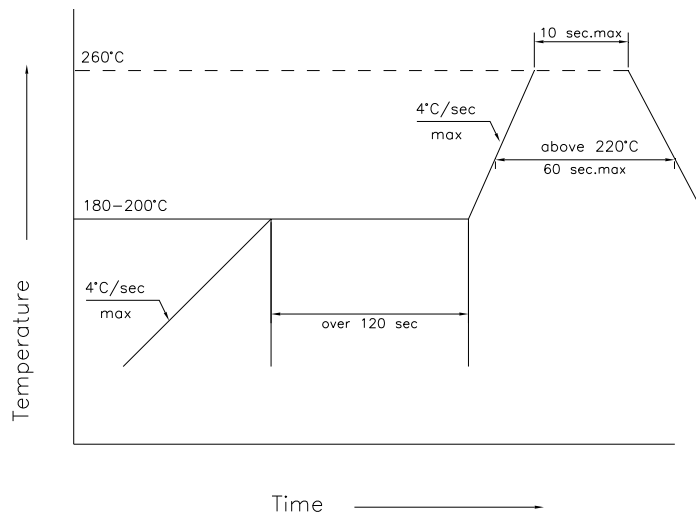 10 sec.max
260°C
4°C/sec
max
above 220°C
60 sec.max
180-200°C
4°C/sec
max
over 120 sec
Temperature
Time